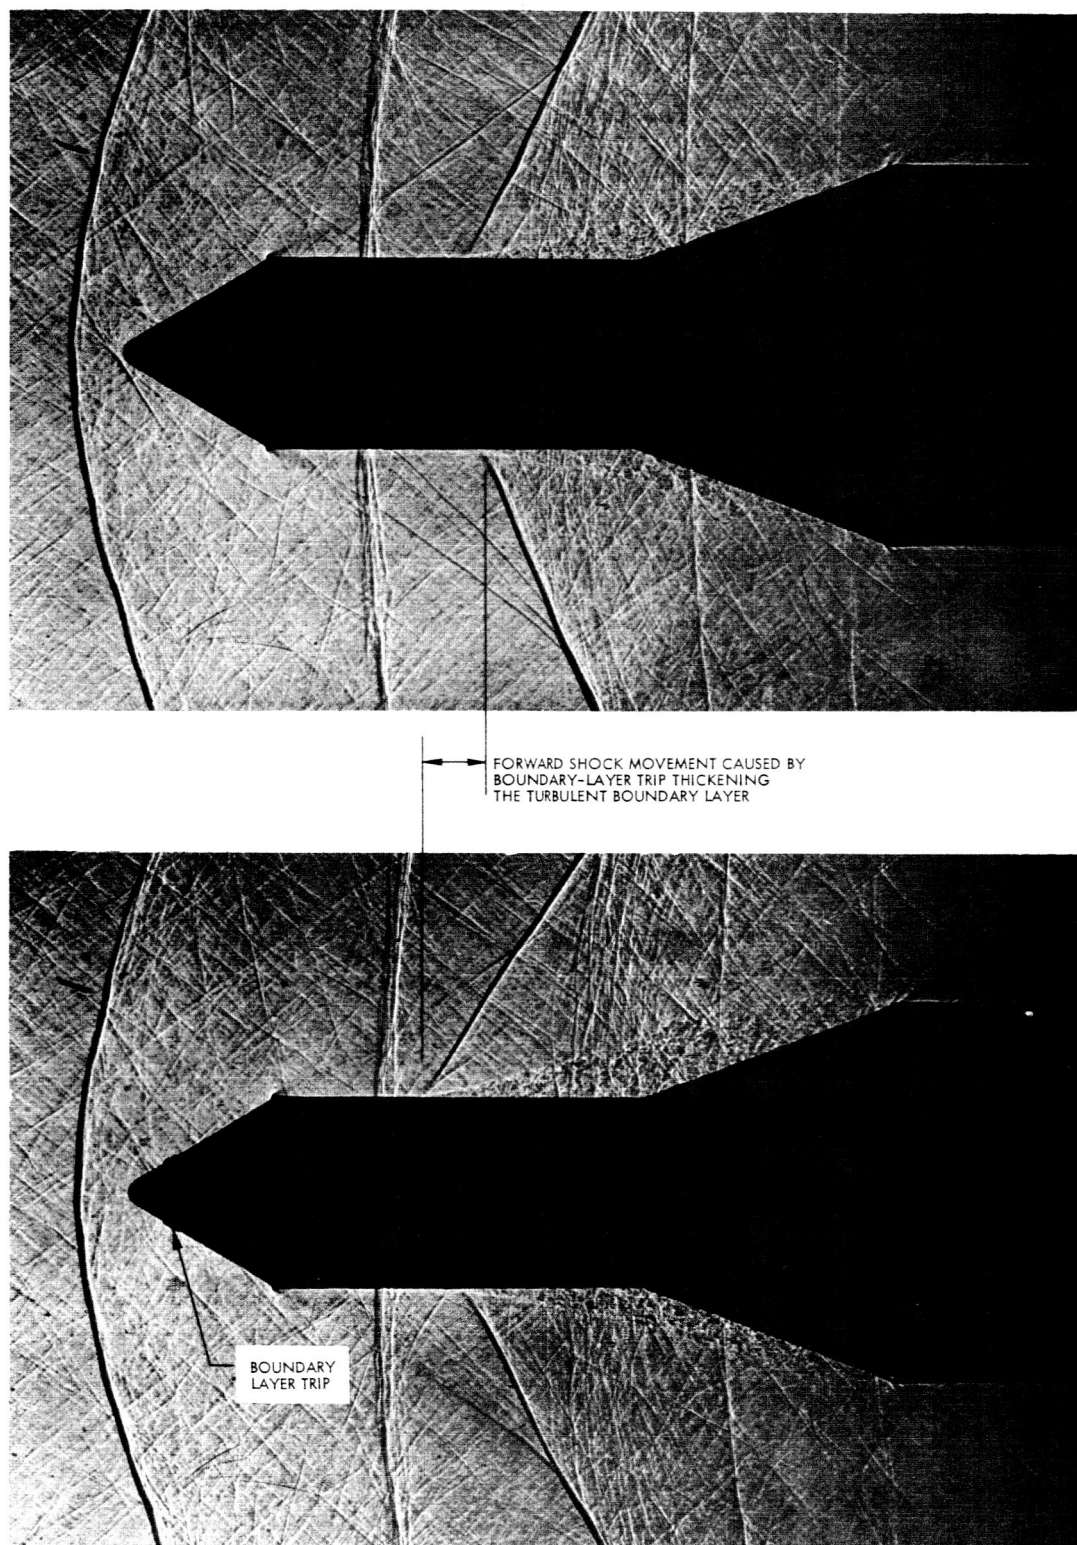 FORWARD SHOCK MOVEMENT CAUSED BY
BOUNDARY-LAYER TRIP THICKENING
THE TURBULENT BOUNDARY LAYER
BOUNDARY
LAYER TRIP